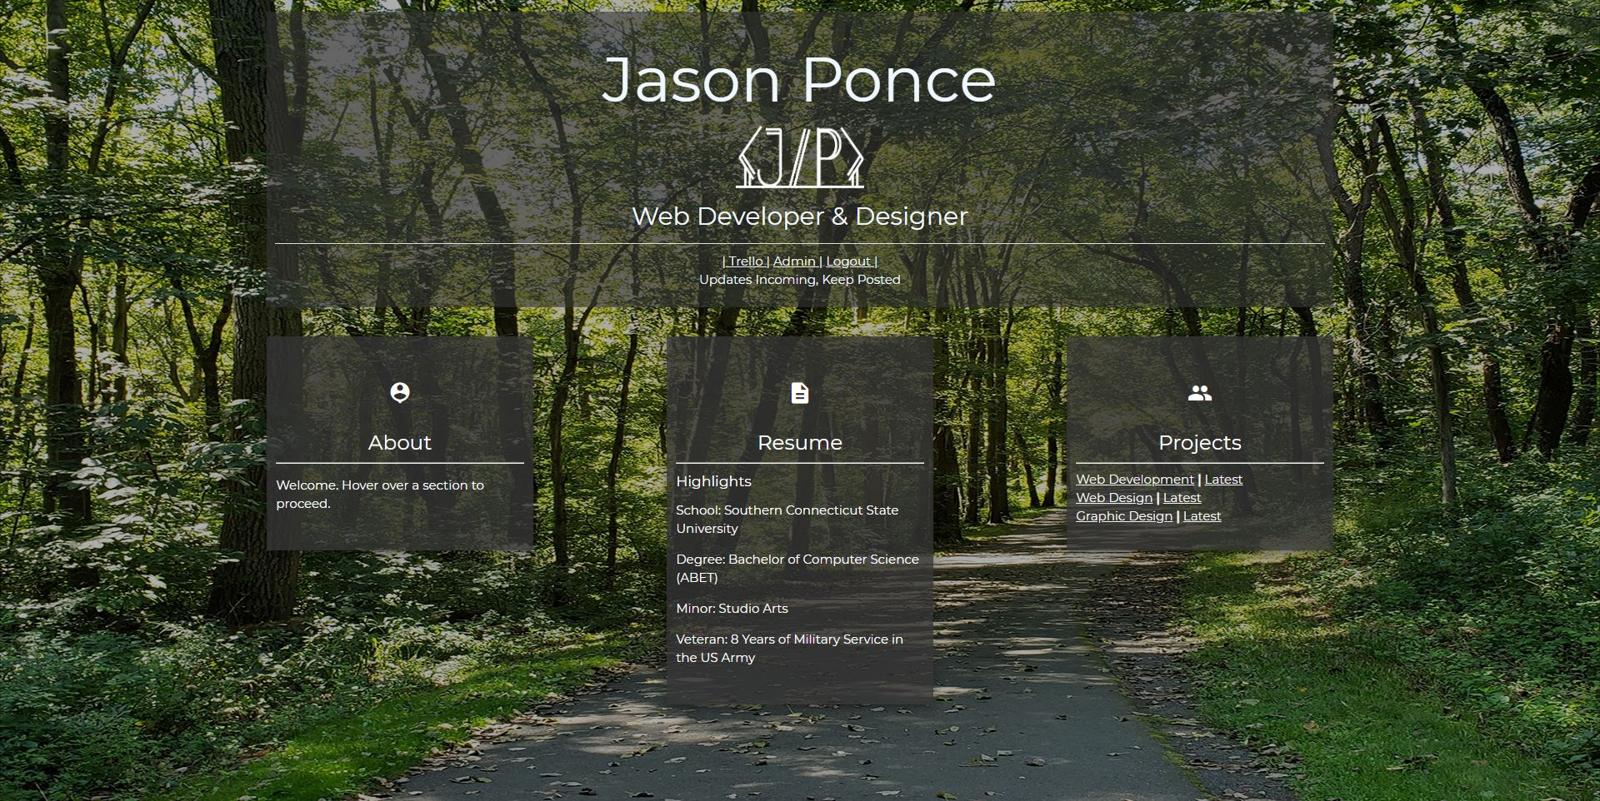 Jason Ponce
J/P
Web Developer & Designer
| Trello | Admin | Logout |
Updates Incoming, Keep Posted
About
Welcome. Hover over a section to
proceed.
Resume
Highlights
School: Southern Connecticut State
University
Degree: Bachelor of Computer Science
(ABET)
Minor: Studio Arts
Veteran: 8 Years of Military Service in
the US Army
Projects
Web Development | Latest
Web Design | Latest
Graphic Design | Latest